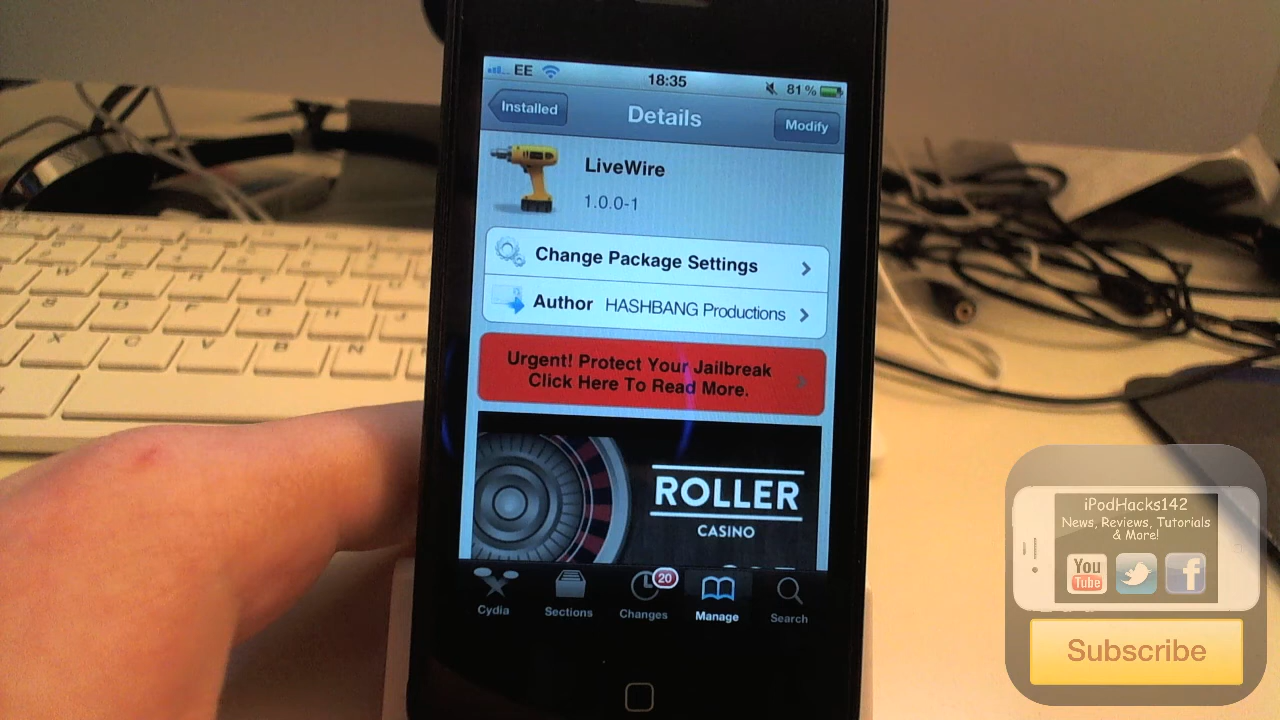 EE
18:35
81%
Installed
Details
Modify
LiveWire
1.0.0-1
Change Package Settings
Author HASHBANG Productions
Urgent! Protect Your Jailbreak
Click Here To Read More.
ROLLER
CASINO
Cydia
Sections
Changes
20
Manage
Search
iPodHacks142
News, Reviews, Tutorials
& More!
You
Tube
f
Subscribe